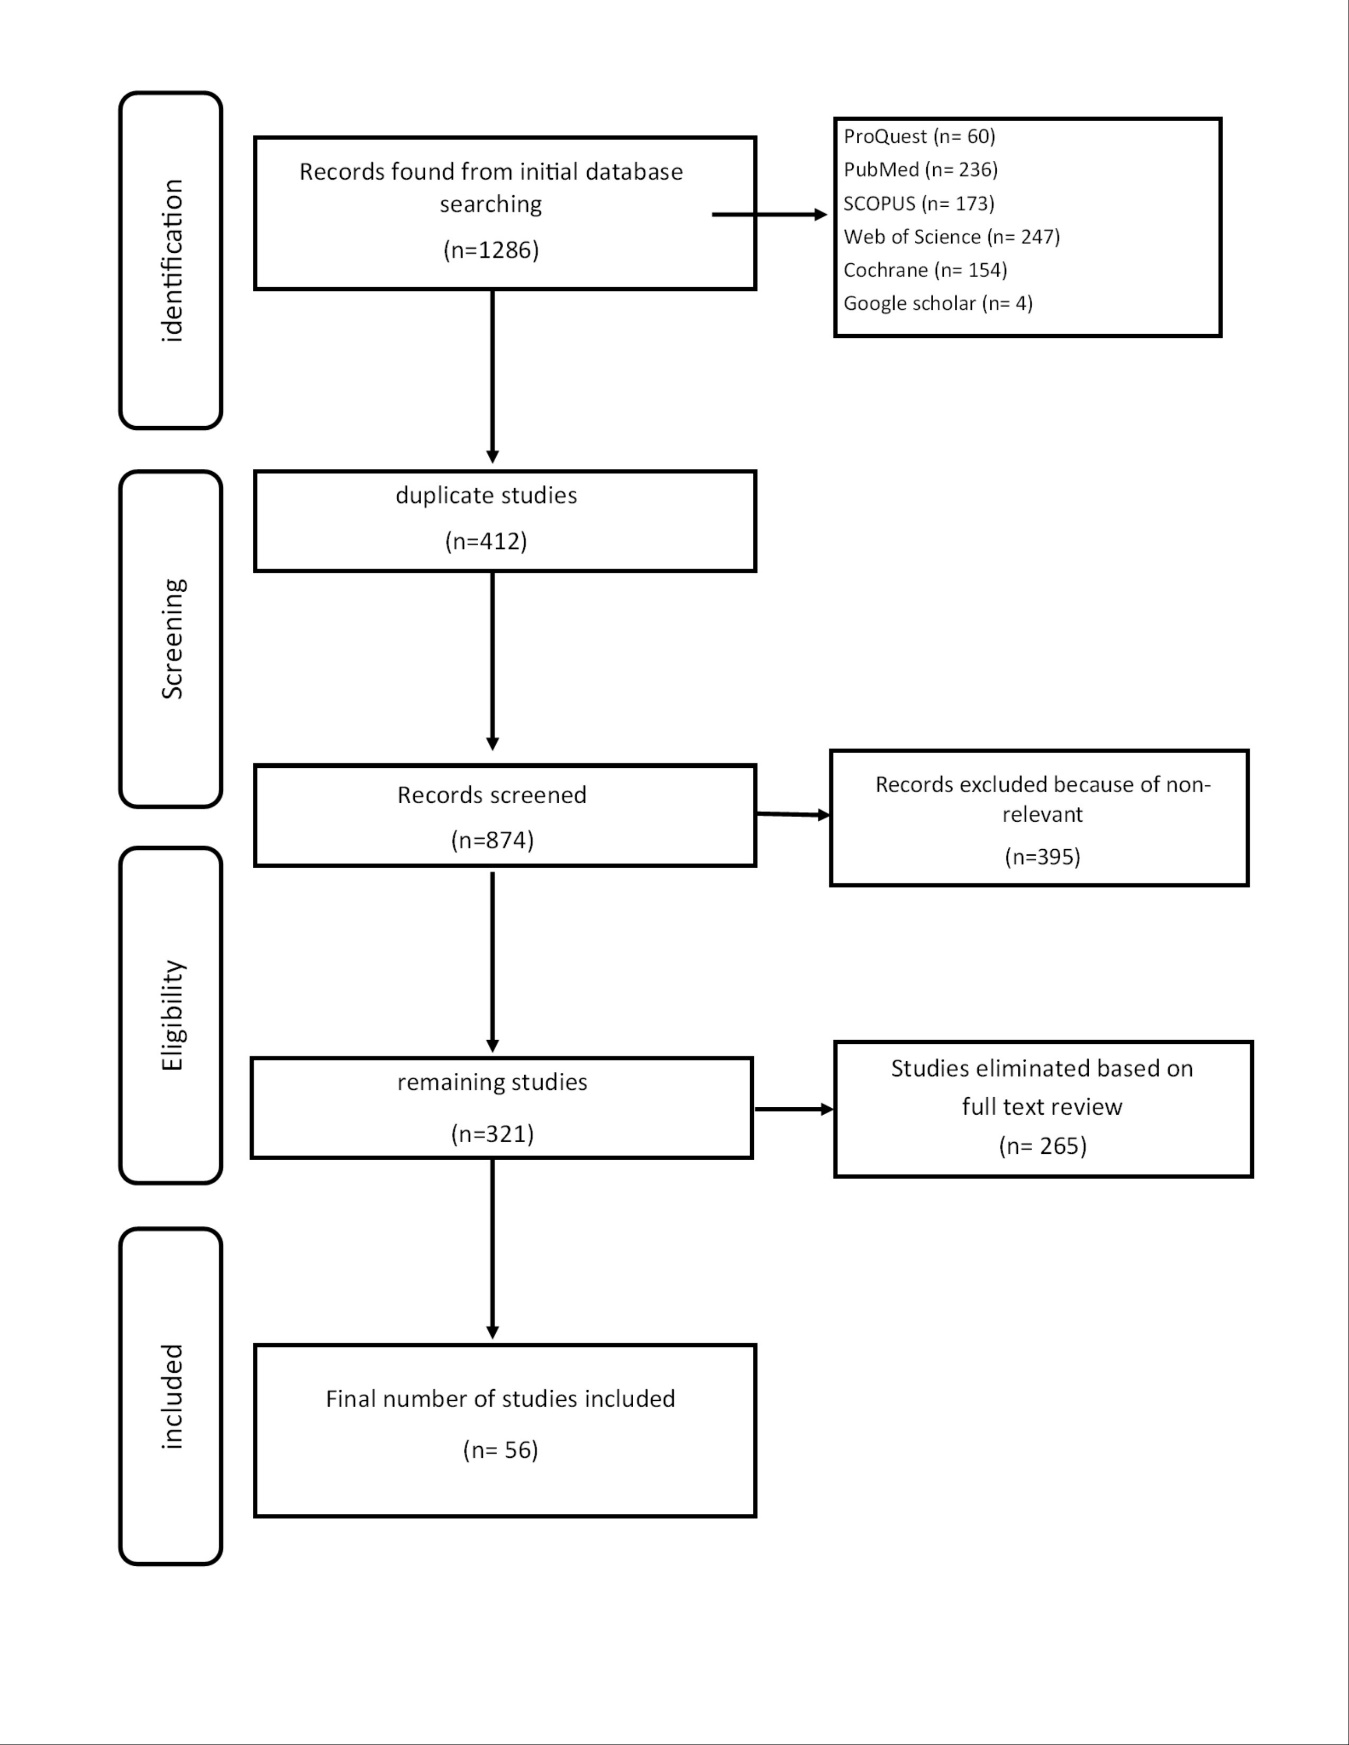 identification
Records found from initial database
searching
(n=1286)
ProQuest (n= 60)
PubMed (n= 236)
SCOPUS (n= 173)
Web of Science (n= 247)
Cochrane (n= 154)
Google scholar (n= 4)
Screening
duplicate studies
(n=412)
Records screened
(n=874)
Records excluded because of non-
relevant
(n=395)
Eligibility
remaining studies
(n=321)
Studies eliminated based on
full text review
(n= 265)
included
Final number of studies included
(n= 56)